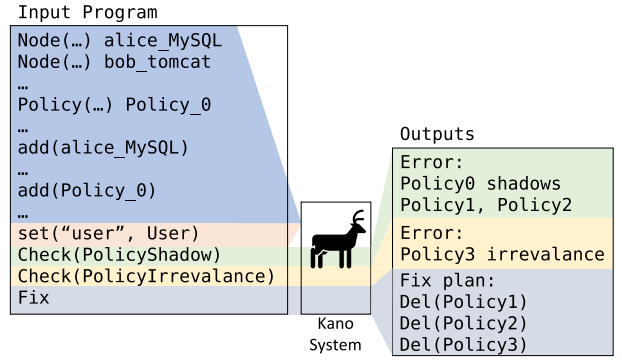 Input Program
Node(…) alice_MySQL
Node(…) bob_tomcat
…
Policy(…) Policy_0
…
add(alice_MySQL)
…
add(Policy_0)
…
set(“user”, User)
Check(PolicyShadow)
Check(PolicyIrrevalance)
Fix
Kano
System
Outputs
Error:
Policy0 shadows
Policy1, Policy2
Error:
Policy3 irrevalance
Fix plan:
Del(Policy1)
Del(Policy2)
Del(Policy3)